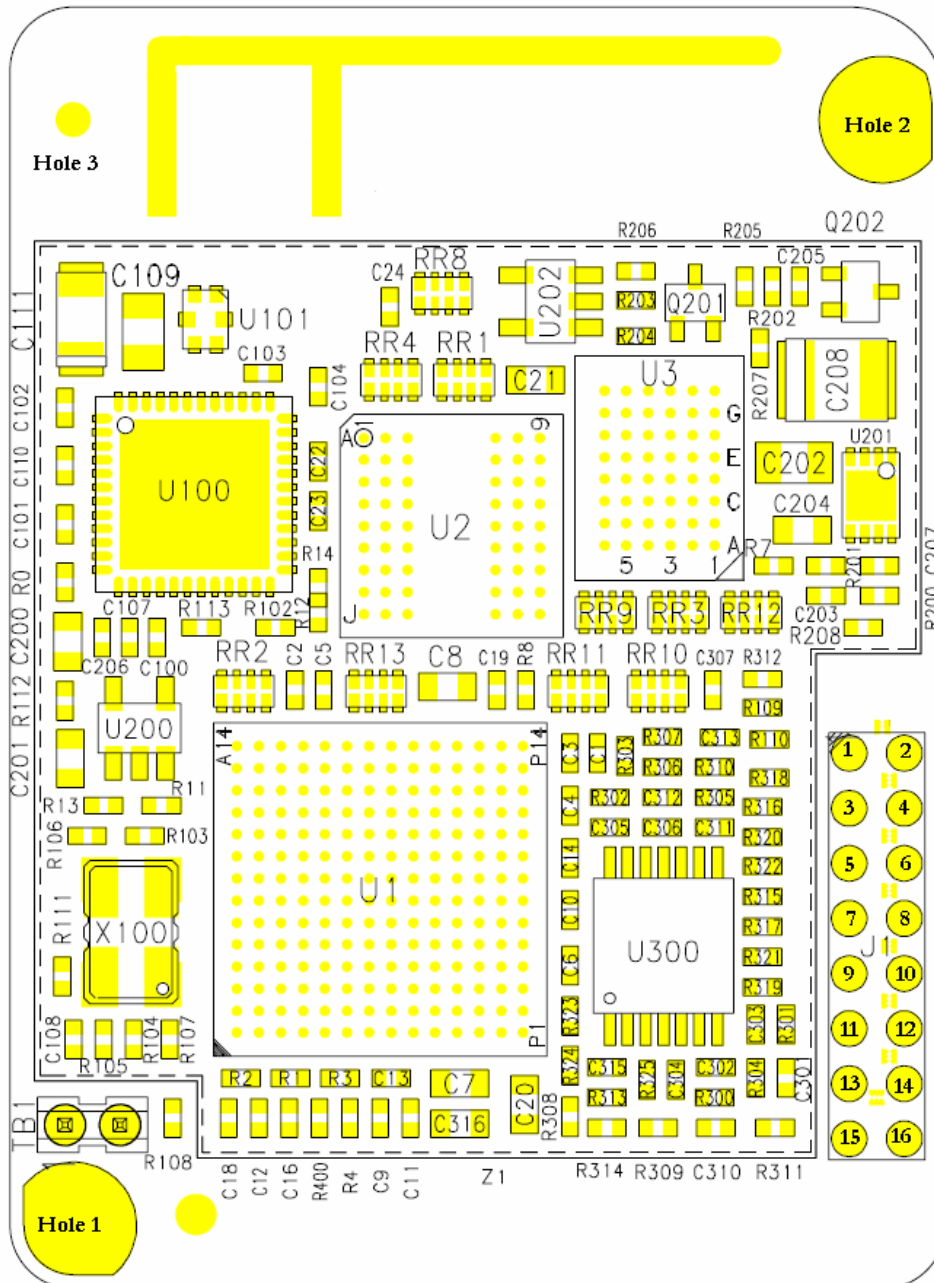 Hole 3
Hole 2
Q202
R206
R205
C205
C24
RR8
C109
C111
U101
U202
R203
R204
Q201
R202
C103
C104
RR4
RR1
C21
U3
R207
C208
C102
G
E
C
A
5
3
1
U201
C202
C110
U100
C22
C23
A
1
9
J
U2
C204
C101
R14
R7
R201
C207
R0
C107
R113
R102
R12
RR9
RR3
RR12
C203
R208
R200
C200
C206
C100
RR2
C2
C5
RR13
C8
C19
R8
RR11
RR10
C307
R312
R112
U200
R109
C201
A14
P14
C3
C1
R303
R307
C313
R110
1
2
R306
R310
R318
R13
R11
C4
R302
C312
R305
R316
3
4
R106
R103
C305
C306
C311
R320
C14
R322
5
6
U1
R111
X100
C10
R315
7
8
U300
R317
J1
C6
R321
9
10
R319
C108
R105
R104
R107
P1
R323
C303
R301
11
12
R324
C315
R325
C304
C302
R304
C301
R2
R1
R3
C13
C7
C20
R313
R300
13
14
TB1
R108
C316
R308
15
16
C18
C12
C16
R400
R4
C9
C11
Z1
R314
R309
C310
R311
Hole 1